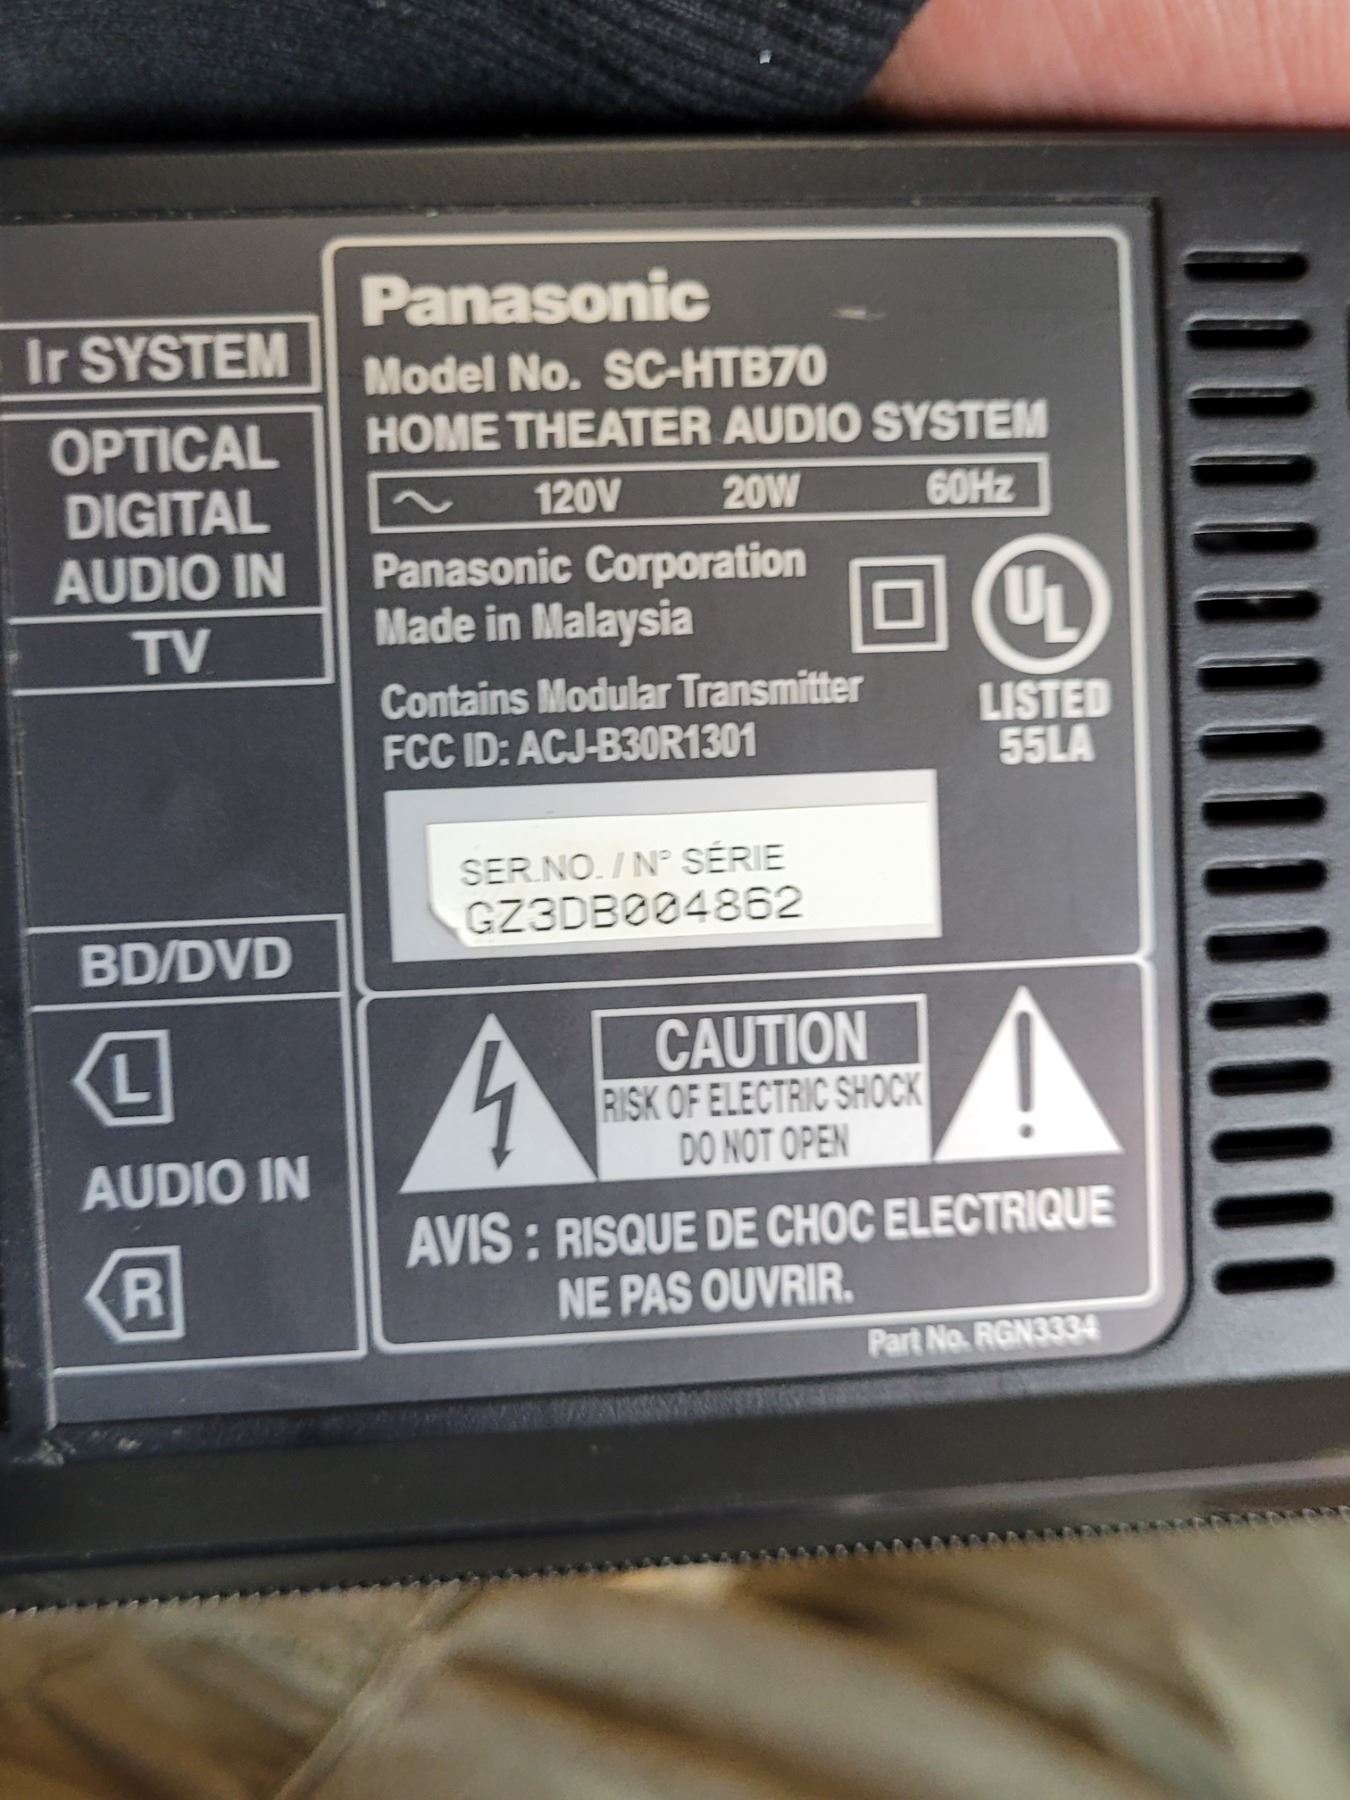 Ir SYSTEM
OPTICAL
DIGITAL
AUDIO IN
TV
BD/DVD
L
AUDIO IN
R
Panasonic
Model No. SC-HTB70
HOME THEATER AUDIO SYSTEM
120V 20W 60Hz
Panasonic Corporation
Made in Malaysia
UL
LISTED
55LA
Contains Modular Transmitter
FCC ID: ACJ-B30R1301
SER.NO. / N° SÉRIE
GZ3DB004862
CAUTION
RISK OF ELECTRIC SHOCK
DO NOT OPEN
AVIS : RISQUE DE CHOC ELECTRIQUE
NE PAS OUVRIR.
Part No. RGN3334